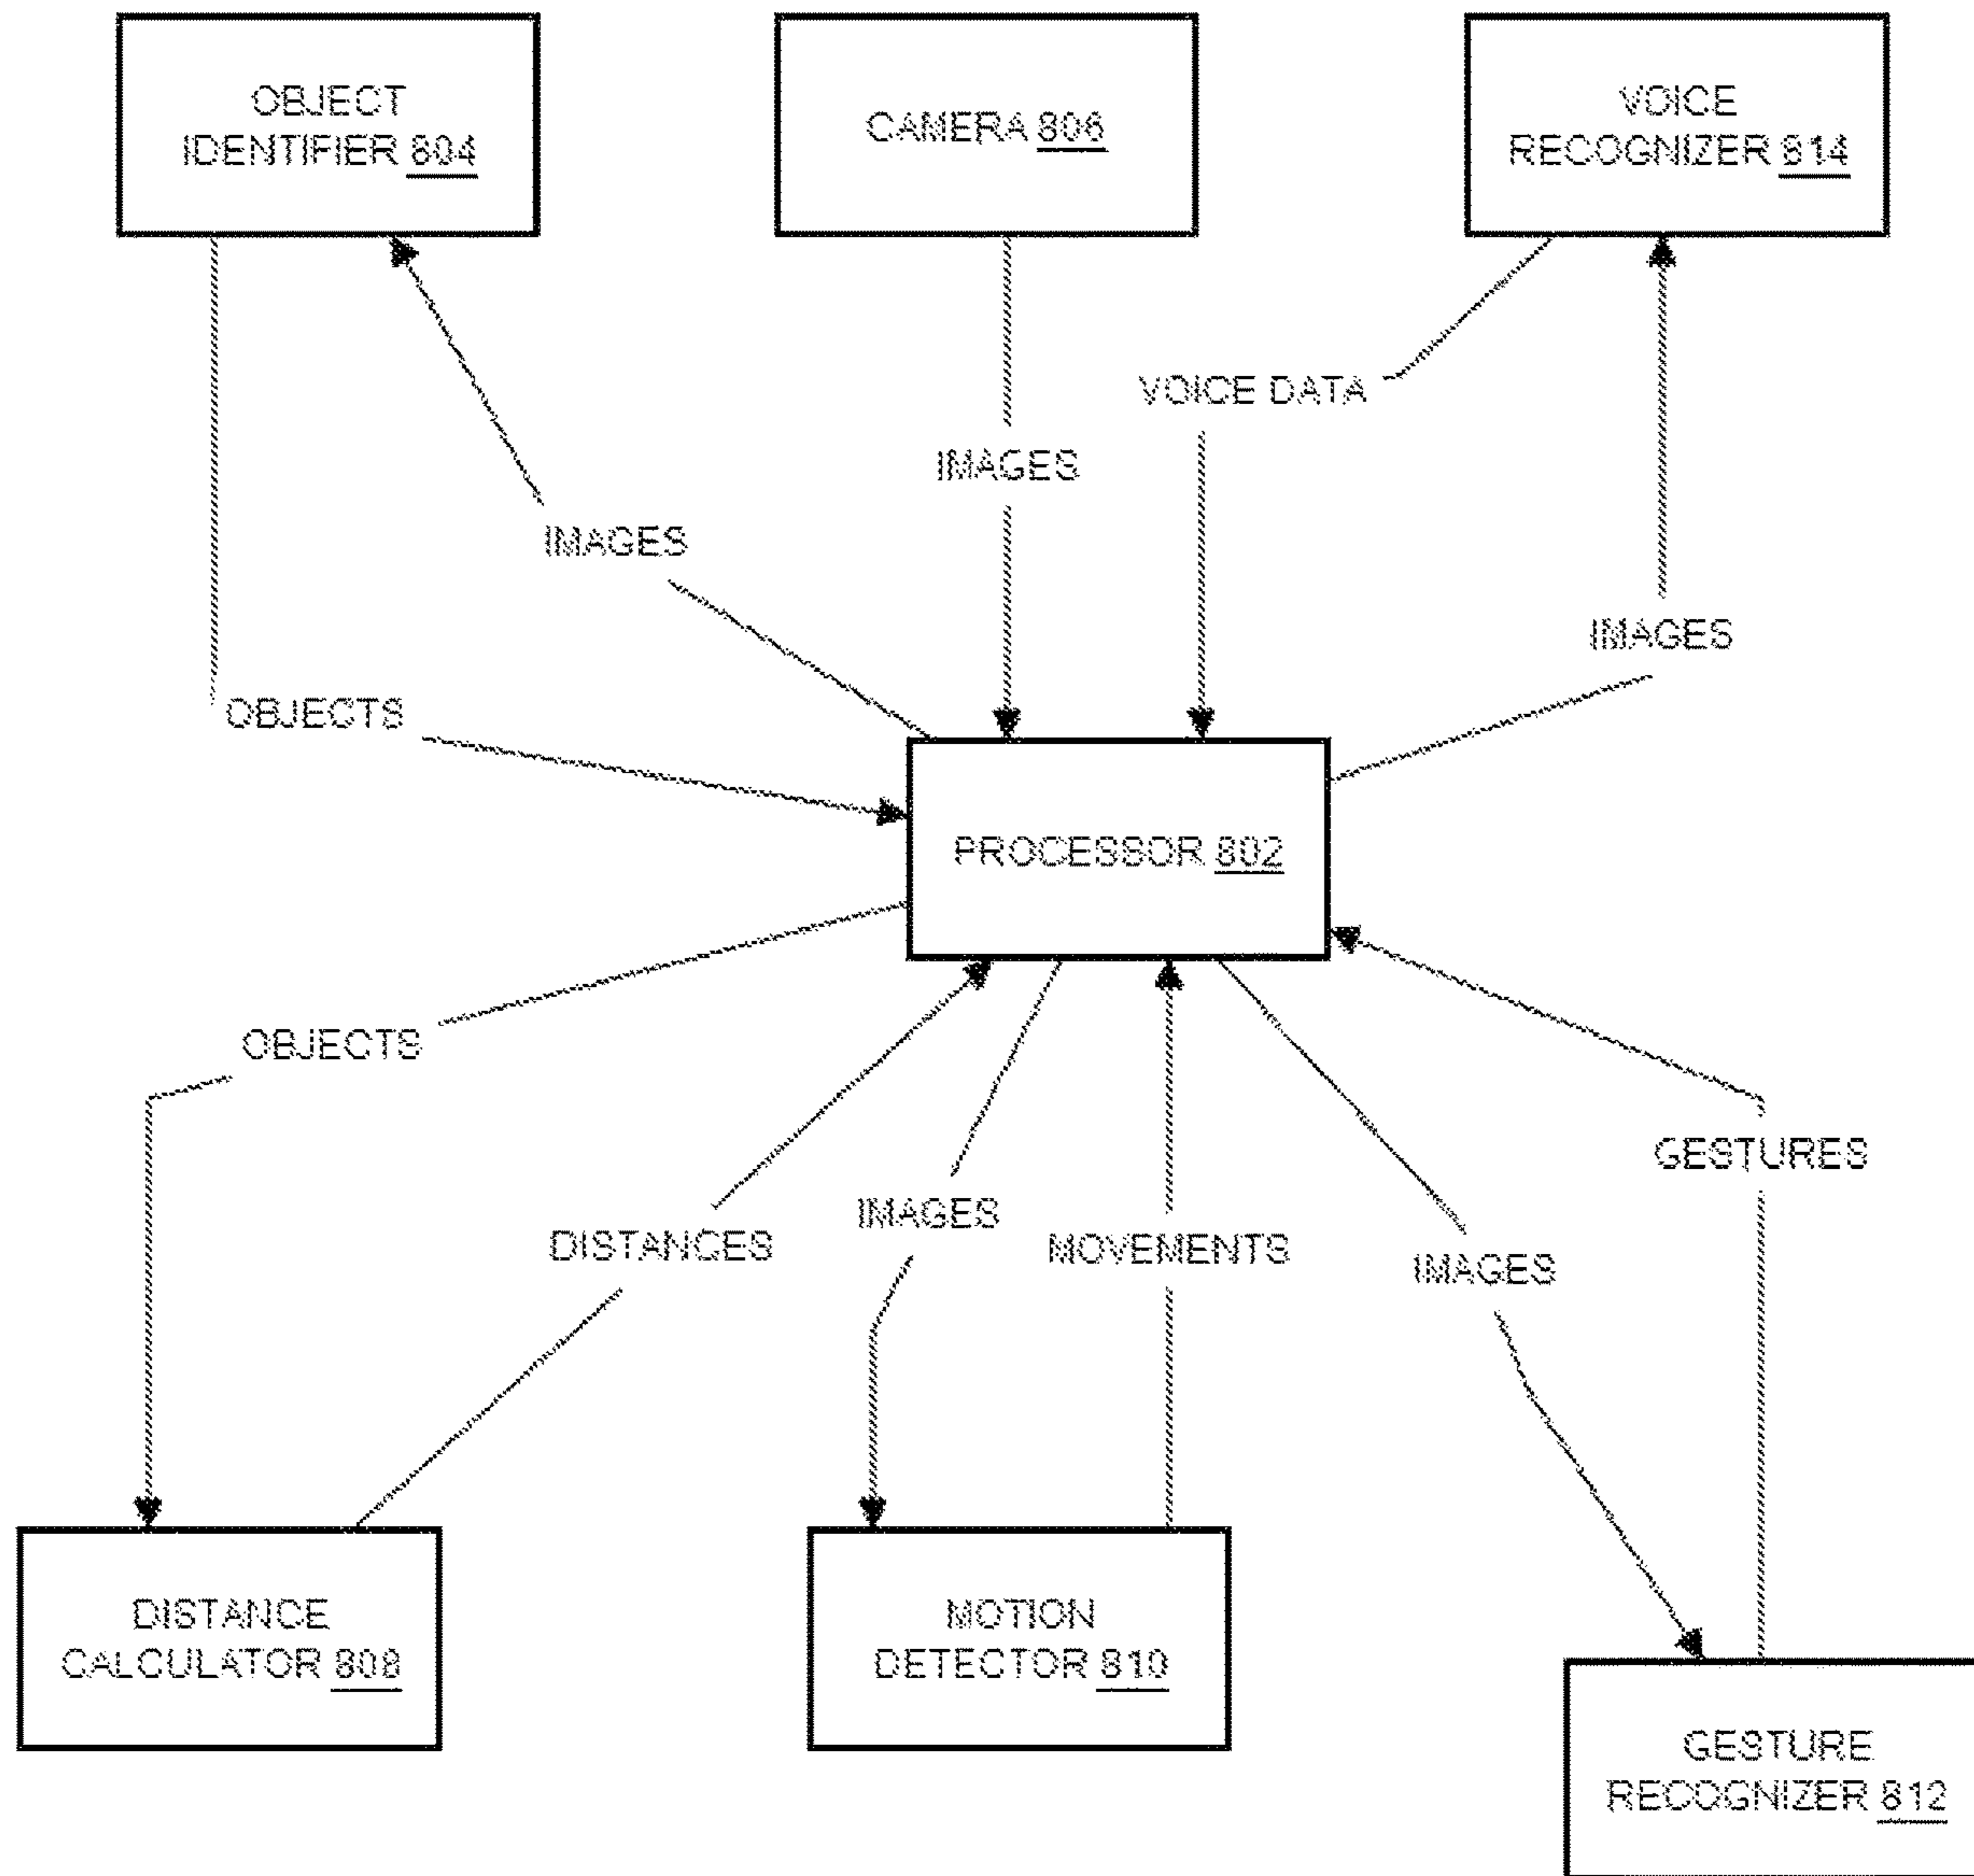 OBJECT
IDENTIFIER 804
CAMERA 806
VOICE
RECOGNIZER 814
VOICE DATA
IMAGES
IMAGES
IMAGES
OBJECTS
PROCESSOR 802
OBJECTS
GESTURES
IMAGES
DISTANCES
MOVEMENTS
IMAGES
DISTANCE
CALCULATOR 808
MOTION
DETECTOR 810
GESTURE
RECOGNIZER 812